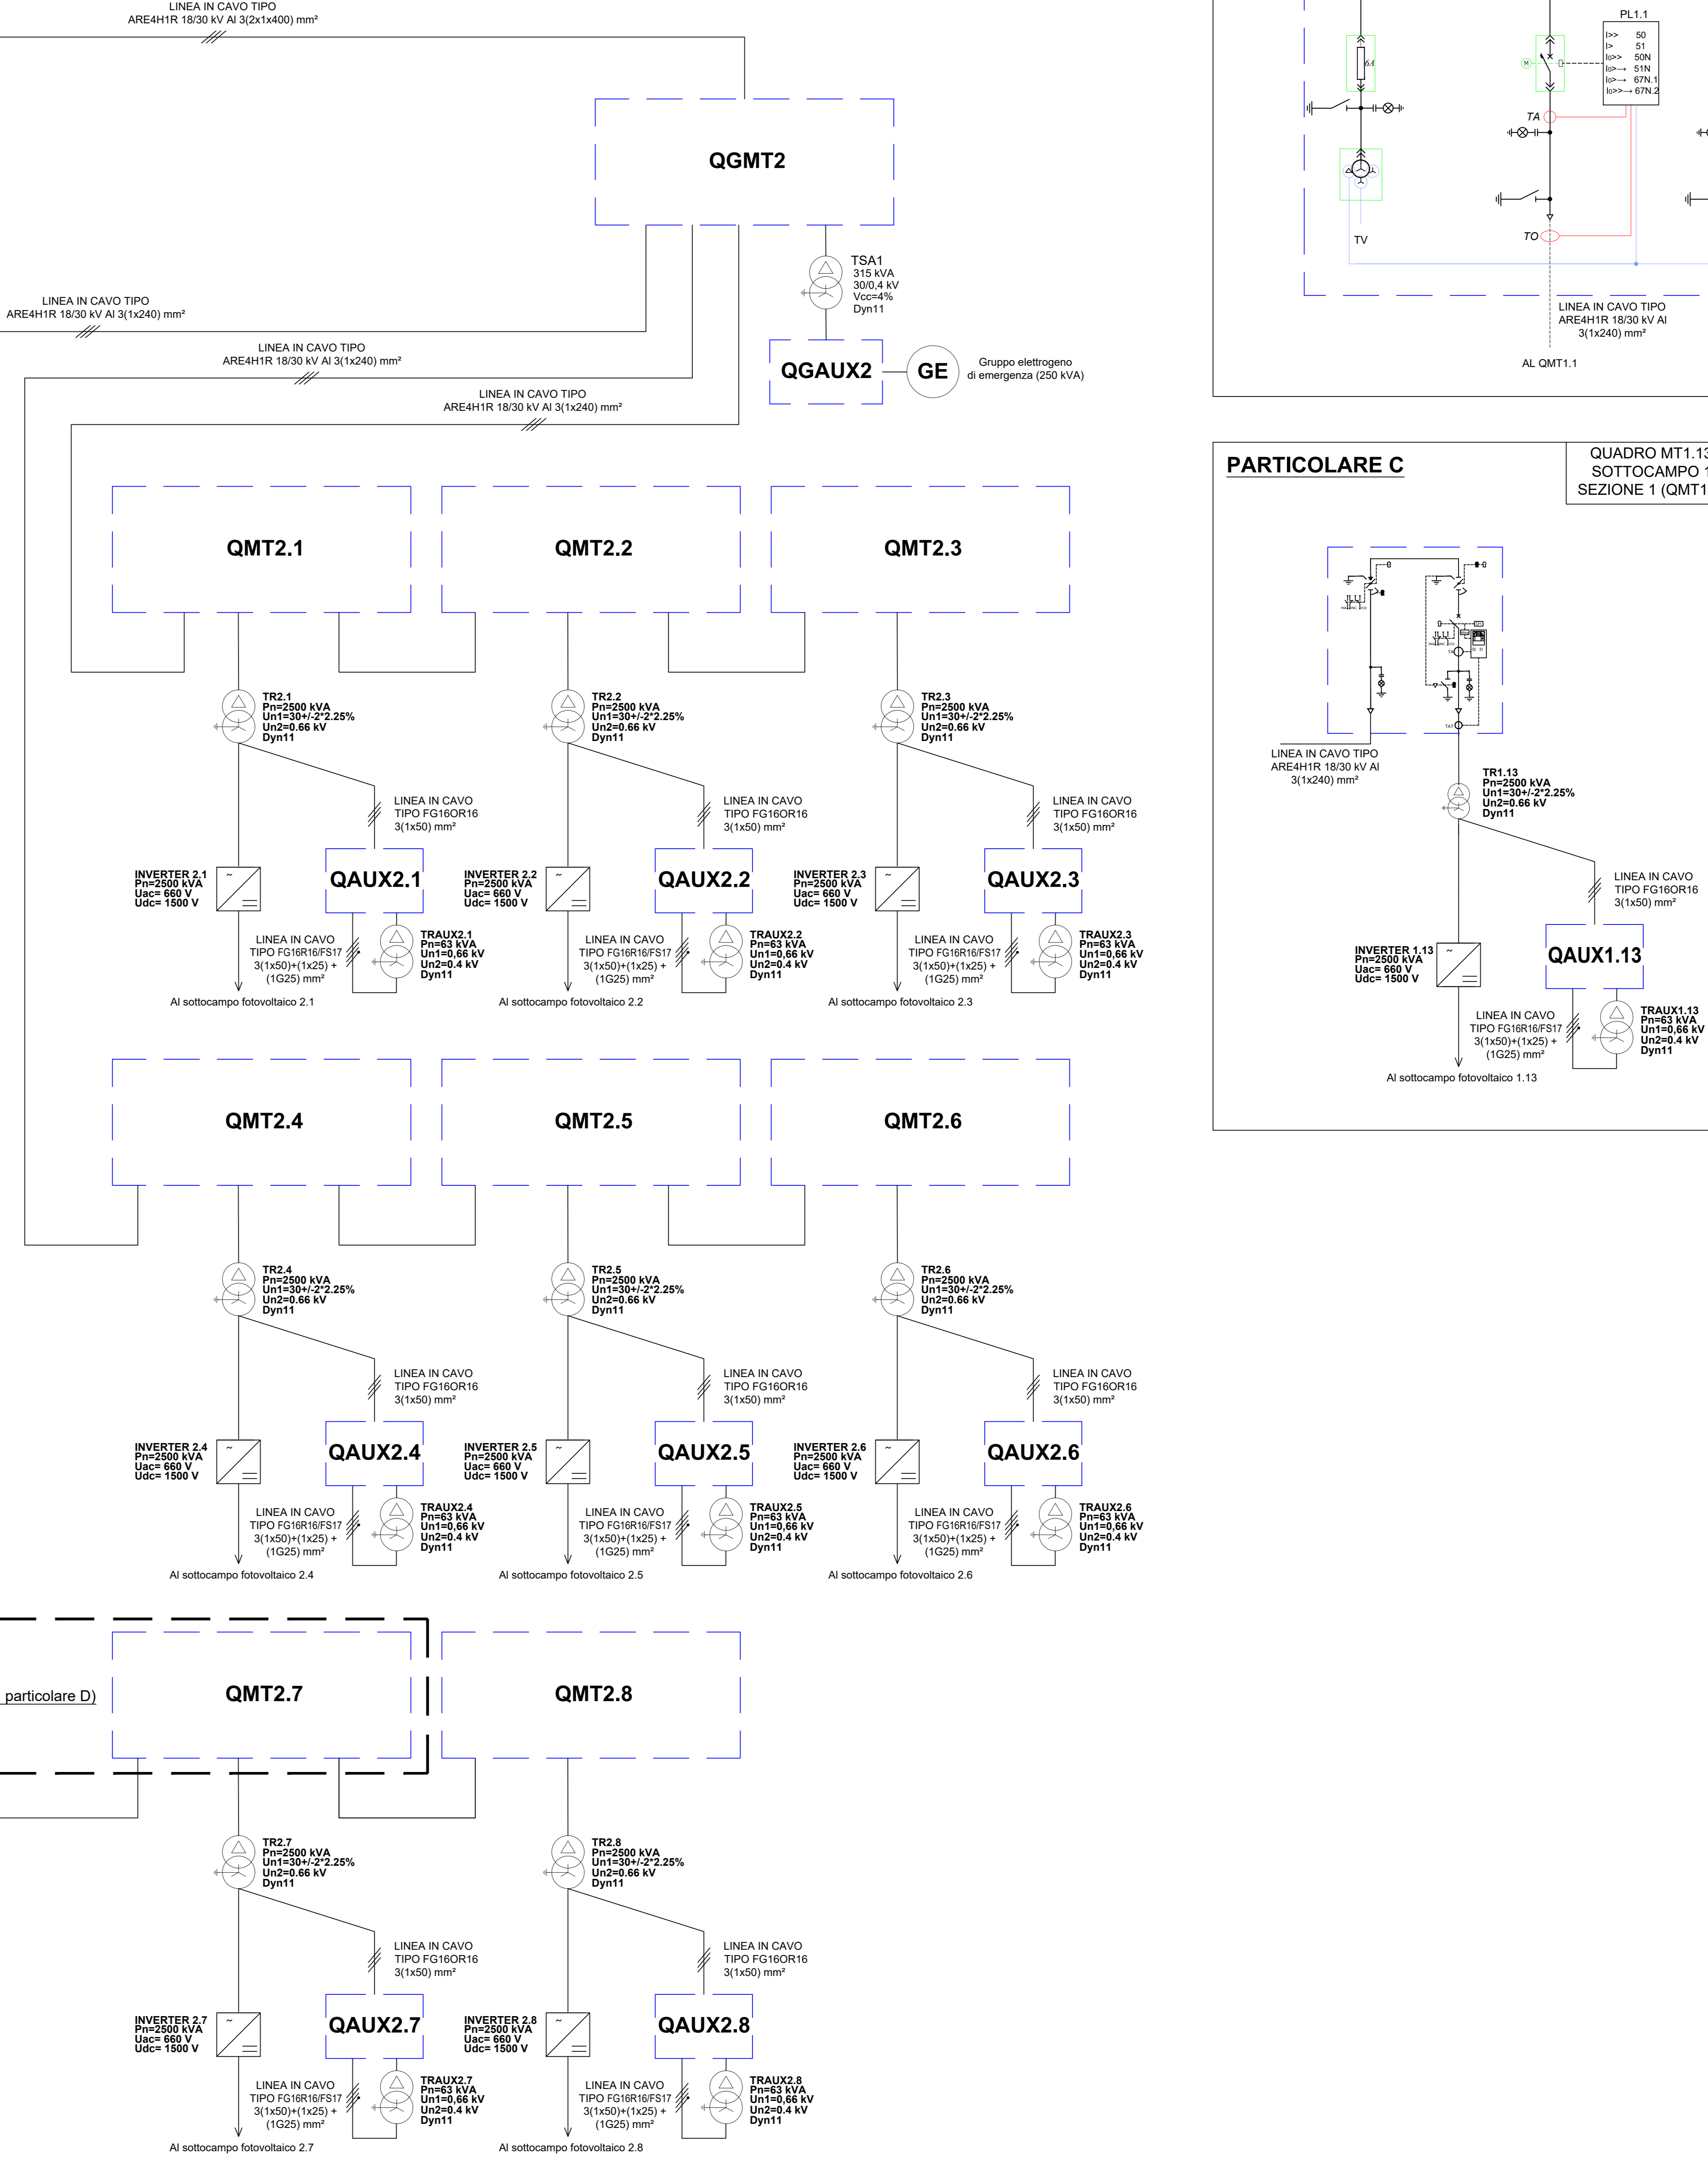 LINEA IN CAVO TIPO
ARE4H1R 18/30 kV Al 3(2x1x400) mm²
QGMT2
TSA1
315 kVA
30/0,4 kV
Vcc=4%
Dyn11
LINEA IN CAVO TIPO
ARE4H1R 18/30 kV Al 3(1x240) mm²
LINEA IN CAVO TIPO
ARE4H1R 18/30 kV Al 3(1x240) mm²
LINEA IN CAVO TIPO
ARE4H1R 18/30 kV Al 3(1x240) mm²
QGAUX2
GE
Gruppo elettrogeno
di emergenza (250 kVA)
QMT2.1
QMT2.2
QMT2.3
TR2.1
Pn=2500 kVA
Un1=30+/-2*2.25%
Un2=0.66 kV
Dyn11
TR2.2
Pn=2500 kVA
Un1=30+/-2*2.25%
Un2=0.66 kV
Dyn11
TR2.3
Pn=2500 kVA
Un1=30+/-2*2.25%
Un2=0.66 kV
Dyn11
LINEA IN CAVO
TIPO FG16OR16
3(1x50) mm²
LINEA IN CAVO
TIPO FG16OR16
3(1x50) mm²
LINEA IN CAVO
TIPO FG16OR16
3(1x50) mm²
INVERTER 2.1
Pn=2500 kVA
Uac= 660 V
Udc= 1500 V
QAUX2.1
INVERTER 2.2
Pn=2500 kVA
Uac= 660 V
Udc= 1500 V
QAUX2.2
INVERTER 2.3
Pn=2500 kVA
Uac= 660 V
Udc= 1500 V
QAUX2.3
LINEA IN CAVO
TIPO FG16R16/FS17
3(1x50)+(1x25) +
(1G25) mm²
TRAUX2.1
Pn=63 kVA
Un1=0,66 kV
Un2=0.4 kV
Dyn11
LINEA IN CAVO
TIPO FG16R16/FS17
3(1x50)+(1x25) +
(1G25) mm²
TRAUX2.2
Pn=63 kVA
Un1=0,66 kV
Un2=0.4 kV
Dyn11
LINEA IN CAVO
TIPO FG16R16/FS17
3(1x50)+(1x25) +
(1G25) mm²
TRAUX2.3
Pn=63 kVA
Un1=0,66 kV
Un2=0.4 kV
Dyn11
Al sottocampo fotovoltaico 2.1
Al sottocampo fotovoltaico 2.2
Al sottocampo fotovoltaico 2.3
QMT2.4
QMT2.5
QMT2.6
TR2.4
Pn=2500 kVA
Un1=30+/-2*2.25%
Un2=0.66 kV
Dyn11
TR2.5
Pn=2500 kVA
Un1=30+/-2*2.25%
Un2=0.66 kV
Dyn11
TR2.6
Pn=2500 kVA
Un1=30+/-2*2.25%
Un2=0.66 kV
Dyn11
LINEA IN CAVO
TIPO FG16OR16
3(1x50) mm²
LINEA IN CAVO
TIPO FG16OR16
3(1x50) mm²
LINEA IN CAVO
TIPO FG16OR16
3(1x50) mm²
INVERTER 2.4
Pn=2500 kVA
Uac= 660 V
Udc= 1500 V
QAUX2.4
INVERTER 2.5
Pn=2500 kVA
Uac= 660 V
Udc= 1500 V
QAUX2.5
INVERTER 2.6
Pn=2500 kVA
Uac= 660 V
Udc= 1500 V
QAUX2.6
LINEA IN CAVO
TIPO FG16R16/FS17
3(1x50)+(1x25) +
(1G25) mm²
TRAUX2.4
Pn=63 kVA
Un1=0,66 kV
Un2=0.4 kV
Dyn11
LINEA IN CAVO
TIPO FG16R16/FS17
3(1x50)+(1x25) +
(1G25) mm²
TRAUX2.5
Pn=63 kVA
Un1=0,66 kV
Un2=0.4 kV
Dyn11
LINEA IN CAVO
TIPO FG16R16/FS17
3(1x50)+(1x25) +
(1G25) mm²
TRAUX2.6
Pn=63 kVA
Un1=0,66 kV
Un2=0.4 kV
Dyn11
Al sottocampo fotovoltaico 2.4
Al sottocampo fotovoltaico 2.5
Al sottocampo fotovoltaico 2.6
particolare D)
QMT2.7
QMT2.8
TR2.7
Pn=2500 kVA
Un1=30+/-2*2.25%
Un2=0.66 kV
Dyn11
TR2.8
Pn=2500 kVA
Un1=30+/-2*2.25%
Un2=0.66 kV
Dyn11
LINEA IN CAVO
TIPO FG16OR16
3(1x50) mm²
LINEA IN CAVO
TIPO FG16OR16
3(1x50) mm²
INVERTER 2.7
Pn=2500 kVA
Uac= 660 V
Udc= 1500 V
QAUX2.7
INVERTER 2.8
Pn=2500 kVA
Uac= 660 V
Udc= 1500 V
QAUX2.8
LINEA IN CAVO
TIPO FG16R16/FS17
3(1x50)+(1x25) +
(1G25) mm²
TRAUX2.7
Pn=63 kVA
Un1=0,66 kV
Un2=0.4 kV
Dyn11
LINEA IN CAVO
TIPO FG16R16/FS17
3(1x50)+(1x25) +
(1G25) mm²
TRAUX2.8
Pn=63 kVA
Un1=0,66 kV
Un2=0.4 kV
Dyn11
Al sottocampo fotovoltaico 2.7
Al sottocampo fotovoltaico 2.8
PL1.1
I>> 50
I> 51
I0>> 50N
I0>→ 51N
I0>→ 67N.1
I0>>→ 67N.2
6A
M
TA
TO
TV
LINEA IN CAVO TIPO
ARE4H1R 18/30 kV Al
3(1x240) mm²
AL QMT1.1
PARTICOLARE C
QUADRO MT1.13
SOTTOCAMPO 1
SEZIONE 1 (QMT1
TA
LINEA IN CAVO TIPO
ARE4H1R 18/30 kV Al
3(1x240) mm²
TR1.13
Pn=2500 kVA
Un1=30+/-2*2.25%
Un2=0.66 kV
Dyn11
LINEA IN CAVO
TIPO FG16OR16
3(1x50) mm²
INVERTER 1.13
Pn=2500 kVA
Uac= 660 V
Udc= 1500 V
QAUX1.13
LINEA IN CAVO
TIPO FG16R16/FS17
3(1x50)+(1x25) +
(1G25) mm²
TRAUX1.13
Pn=63 kVA
Un1=0,66 kV
Un2=0.4 kV
Dyn11
Al sottocampo fotovoltaico 1.13